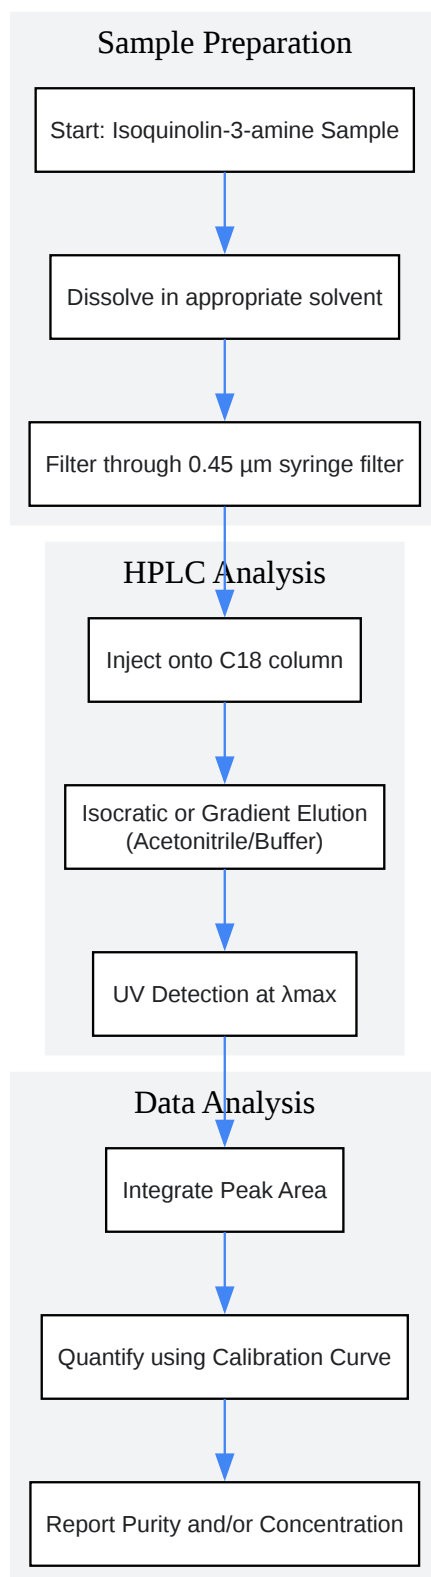 Sample Preparation
Start: Isoquinolin-3-amine Sample
Dissolve in appropriate solvent
Filter through 0.45 µm syringe filter
HPLC Analysis
Inject onto C18 column
Isocratic or Gradient Elution
(Acetonitrile/Buffer)
UV Detection at λmax
Data Analysis
Integrate Peak Area
Quantify using Calibration Curve
Report Purity and/or Concentration